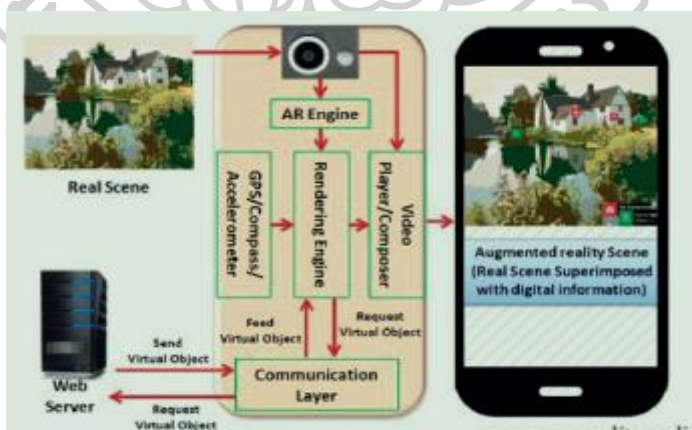 Real Scene
AR Engine
GPS/Compass/
Accelerometer
Rendering Engine
Video
Player/Composer
Augmented reality Scene
(Real Scene Superimposed
with digital information)
Feed
Virtual Object
Request
Virtual Object
Send
Virtual Object
Web
Server
Communication
Layer
Request
Virtual Object